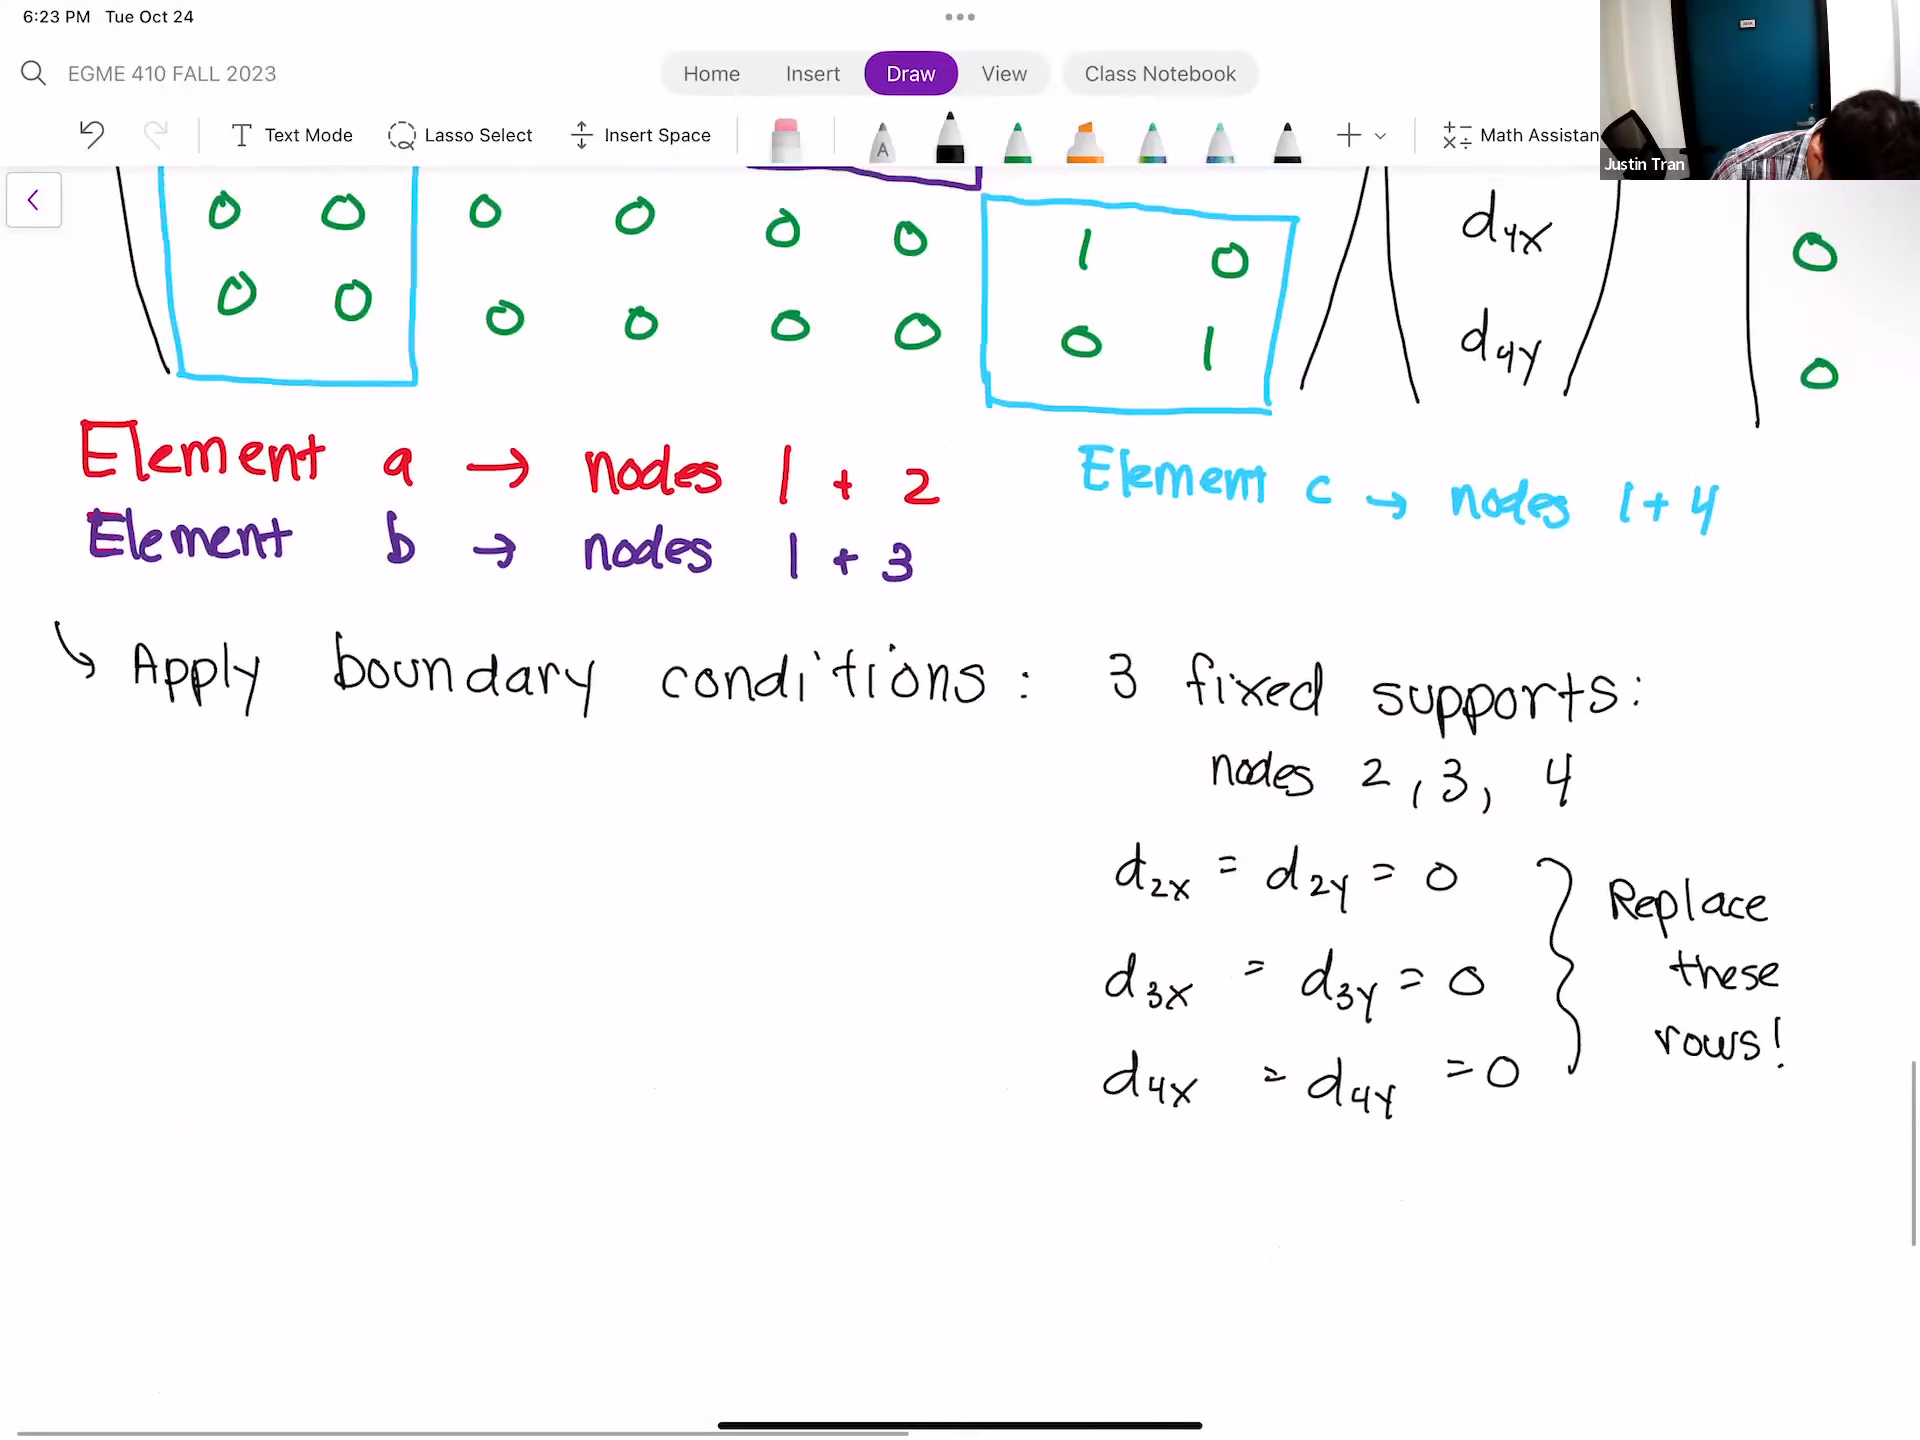 6:23 PM Tue Oct 24
EGME 410 FALL 2023
Home Insert Draw View Class Notebook
Text Mode Lasso Select Insert Space A Math Assistan
Justin Tran
0 0 0 0 0 0 1 0 d4x 0
0 0 0 0 0 0 0 1 d4y 0
Element a → nodes 1 + 2
Element c → nodes 1 + 4
Element b → nodes 1 + 3
↳ Apply boundary conditions: 3 fixed supports:
nodes 2, 3, 4
d2x = d2y = 0
d3x = d3y = 0
d4x = d4y = 0
Replace
these
rows!